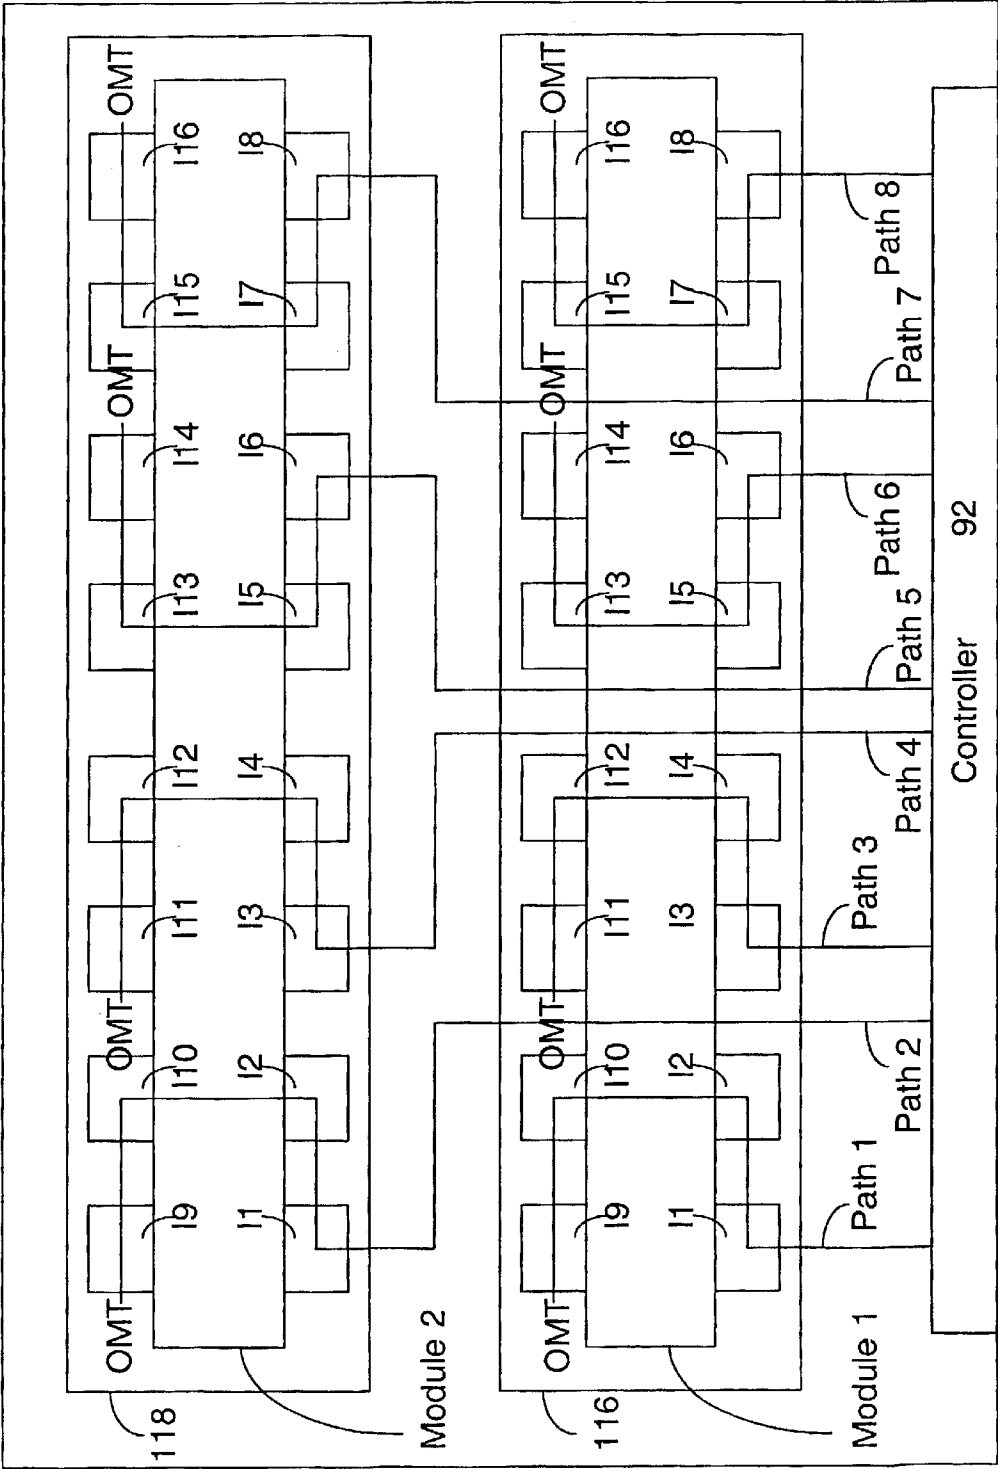 OMT OMT OMT OMT
118
I9 I10 I11 I12 I13 I14 I15 I16
I1 I2 I3 I4 I5 I6 I7 I8
Module 2
OMT OMT OMT OMT
116
I9 I10 I11 I12 I13 I14 I15 I16
I1 I2 I3 I4 I5 I6 I7 I8
Module 1
Path 1 Path 3 Path 6 Path 8
Path 2 Path 4 Path 5 Path 7
Controller 92